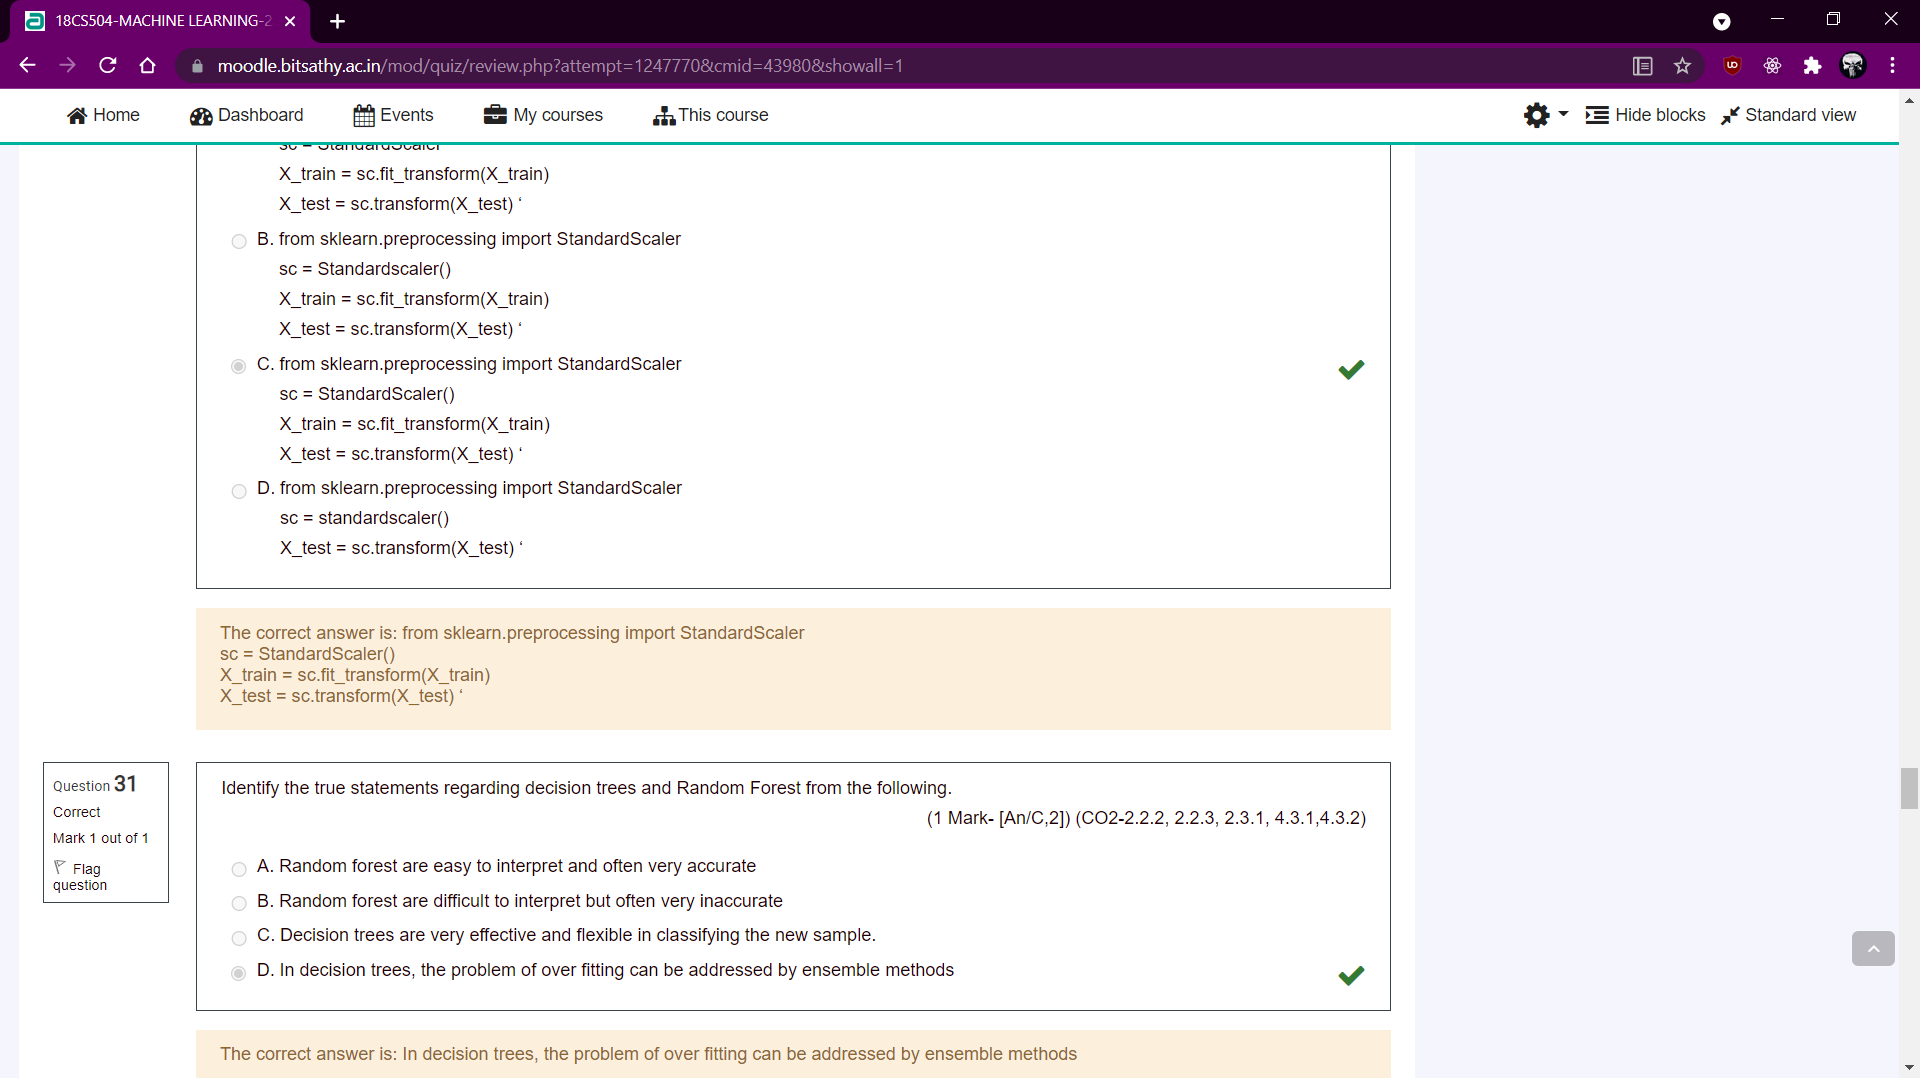 18CS504-MACHINE LEARNING-2
moodle.bitsathy.ac.in/mod/quiz/review.php?attempt=1247770&cmid=43980&showall=1
Home
Dashboard
Events
My courses
This course
Hide blocks
Standard view
sc = StandardScaler
X_train = sc.fit_transform(X_train)
X_test = sc.transform(X_test) ‘
B. from sklearn.preprocessing import StandardScaler
sc = Standardscaler()
X_train = sc.fit_transform(X_train)
X_test = sc.transform(X_test) ‘
C. from sklearn.preprocessing import StandardScaler
sc = StandardScaler()
X_train = sc.fit_transform(X_train)
X_test = sc.transform(X_test) ‘
D. from sklearn.preprocessing import StandardScaler
sc = standardscaler()
X_test = sc.transform(X_test) ‘
The correct answer is: from sklearn.preprocessing import StandardScaler
sc = StandardScaler()
X_train = sc.fit_transform(X_train)
X_test = sc.transform(X_test) ‘
Question 31
Correct
Mark 1 out of 1
Flag
question
Identify the true statements regarding decision trees and Random Forest from the following.
(1 Mark- [An/C,2]) (CO2-2.2.2, 2.2.3, 2.3.1, 4.3.1,4.3.2)
A. Random forest are easy to interpret and often very accurate
B. Random forest are difficult to interpret but often very inaccurate
C. Decision trees are very effective and flexible in classifying the new sample.
D. In decision trees, the problem of over fitting can be addressed by ensemble methods
The correct answer is: In decision trees, the problem of over fitting can be addressed by ensemble methods